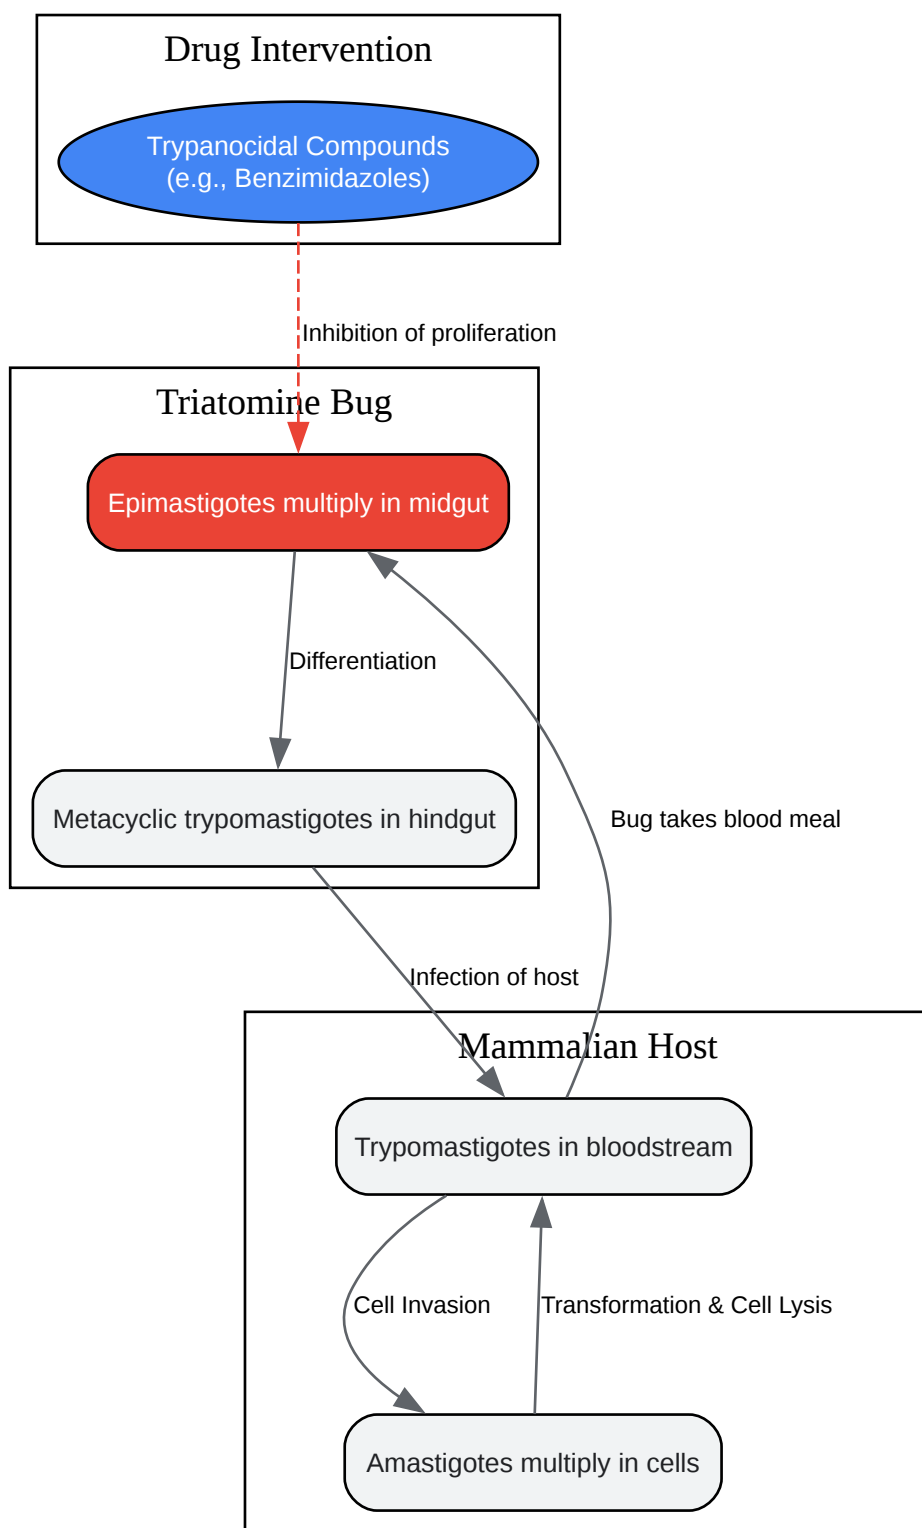 Drug Intervention
Trypanocidal Compounds
(e.g., Benzimidazoles)
Inhibition of proliferation
Triatomine Bug
Epimastigotes multiply in midgut
Differentiation
Metacyclic trypomastigotes in hindgut
Bug takes blood meal
Infection of host
Mammalian Host
Trypomastigotes in bloodstream
Cell Invasion
Transformation & Cell Lysis
Amastigotes multiply in cells